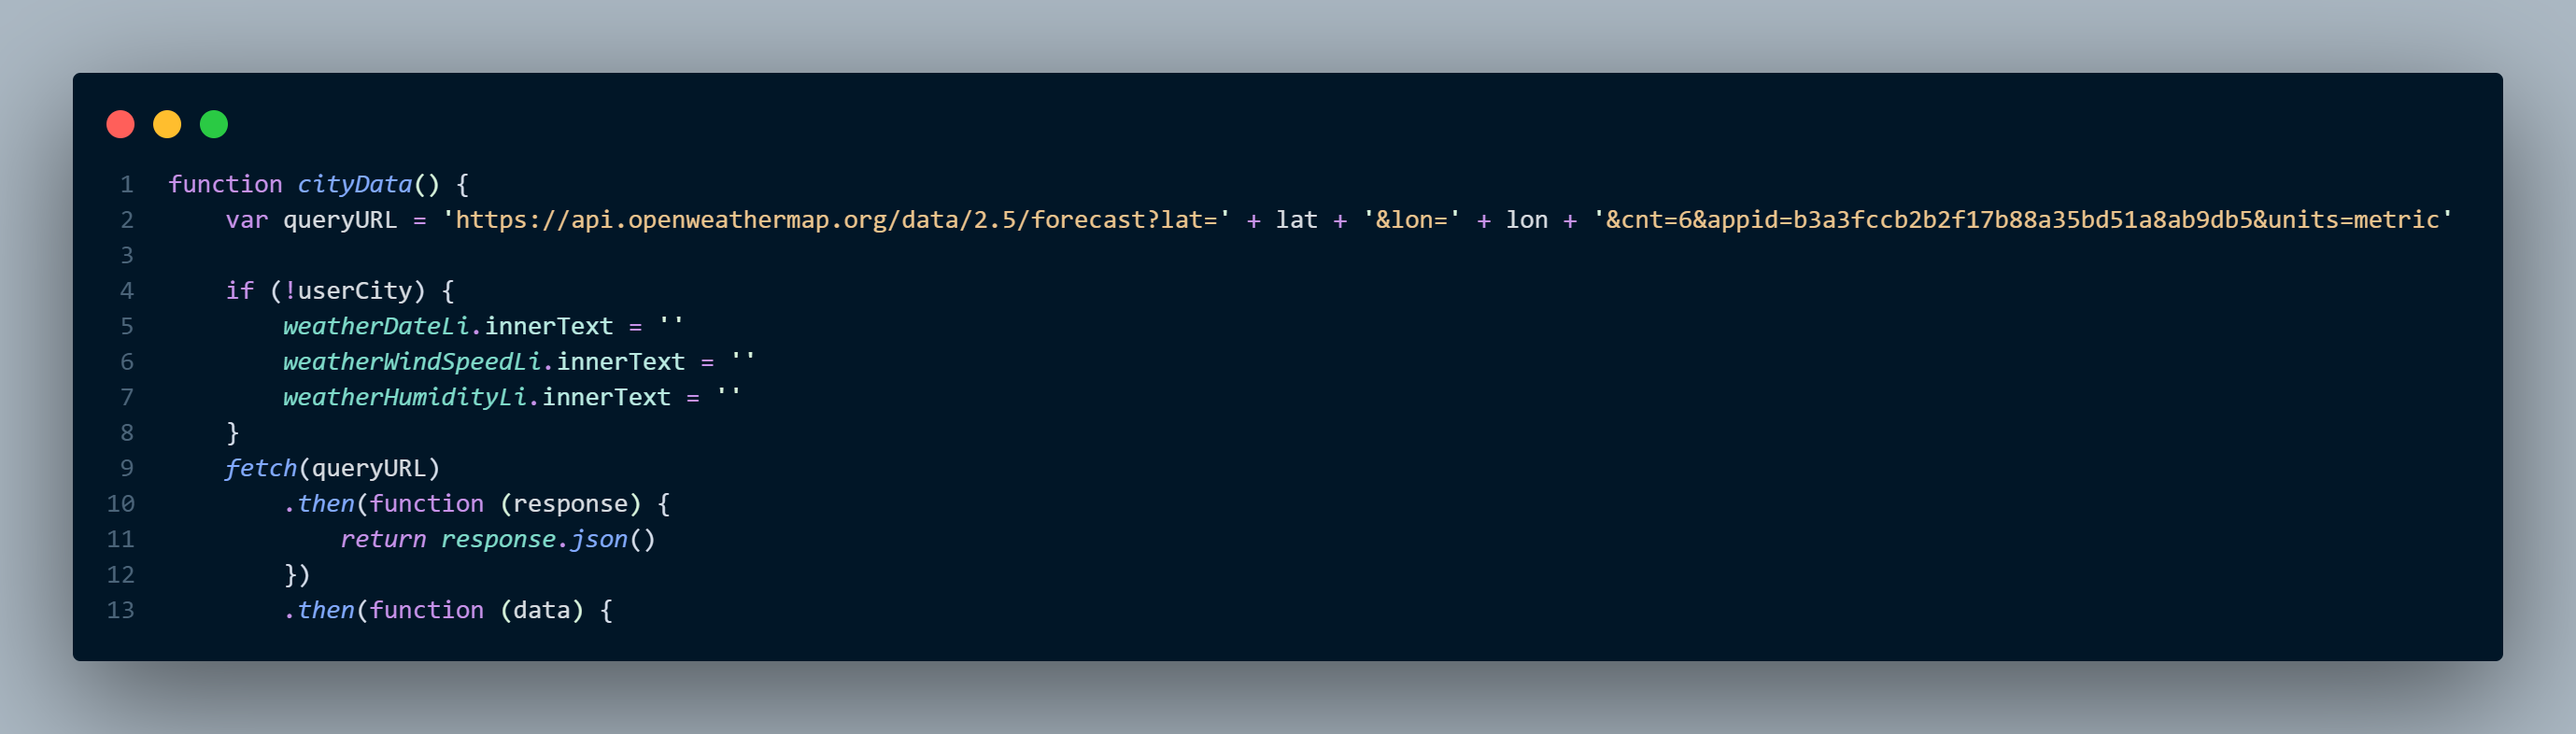 1 function cityData() {
2     var queryURL = 'https://api.openweathermap.org/data/2.5/forecast?lat=' + lat + '&lon=' + lon + '&cnt=6&appid=b3a3fccb2b2f17b88a35bd51a8ab9db5&units=metric'
3
4     if (!userCity) {
5         weatherDateLi.innerText = ''
6         weatherWindSpeedLi.innerText = ''
7         weatherHumidityLi.innerText = ''
8     }
9     fetch(queryURL)
10         .then(function (response) {
11             return response.json()
12         })
13         .then(function (data) {